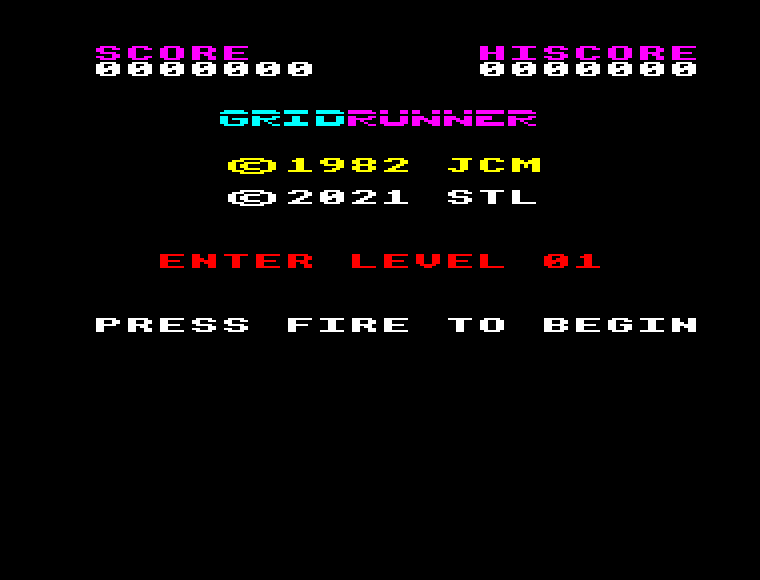 SCORE HISCORE
0000000 0000000
GRIDRUNNER
©1982 JCM
©2021 STL
ENTER LEVEL 01
PRESS FIRE TO BEGIN